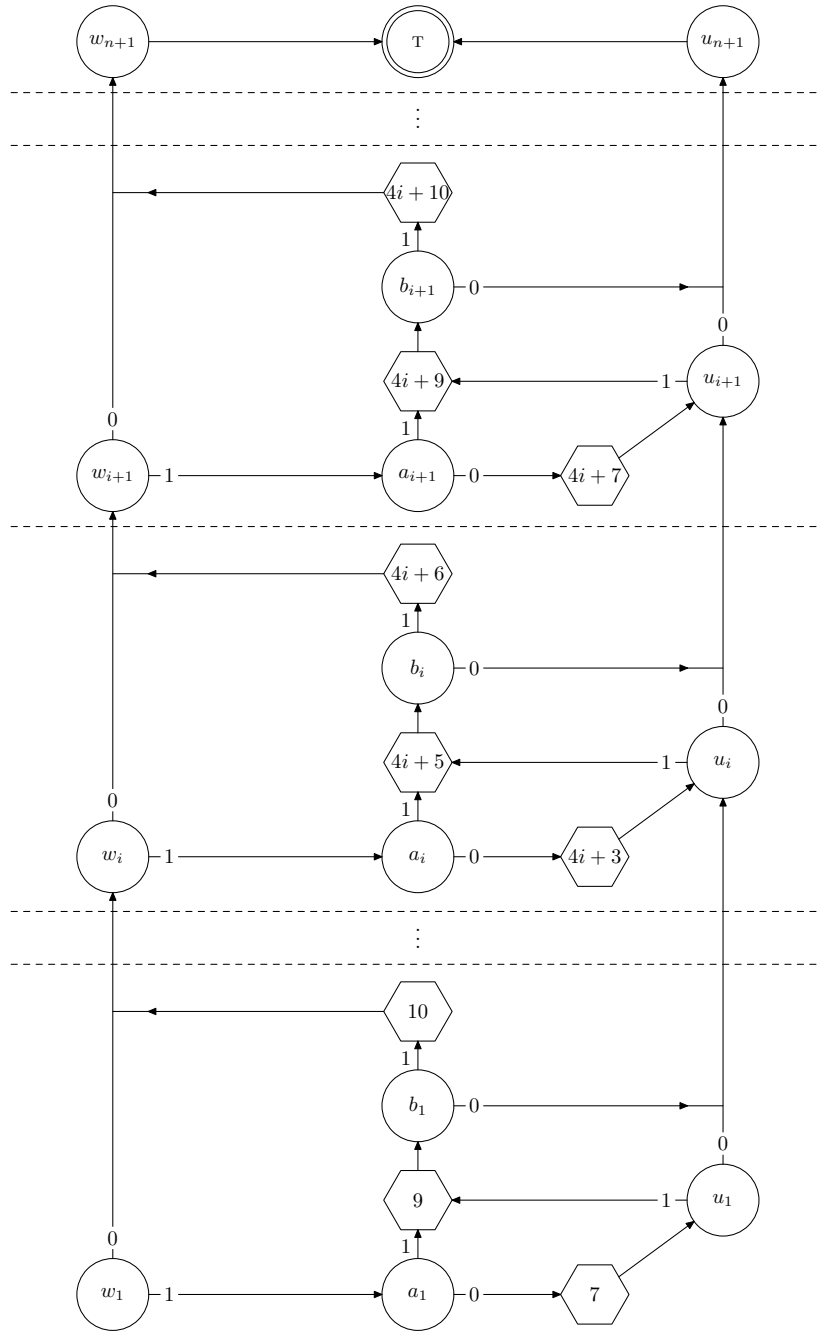 w_{n+1} T u_{n+1}
⋮
4i + 10
1
b_{i+1} 0
0
4i + 9 1 u_{i+1}
0 1
w_{i+1} 1 a_{i+1} 0 4i + 7
4i + 6
1
b_i 0
0
4i + 5 1 u_i
0 1
w_i 1 a_i 0 4i + 3
⋮
10
1
b_1 0
0
9 1 u_1
0 1
w_1 1 a_1 0 7